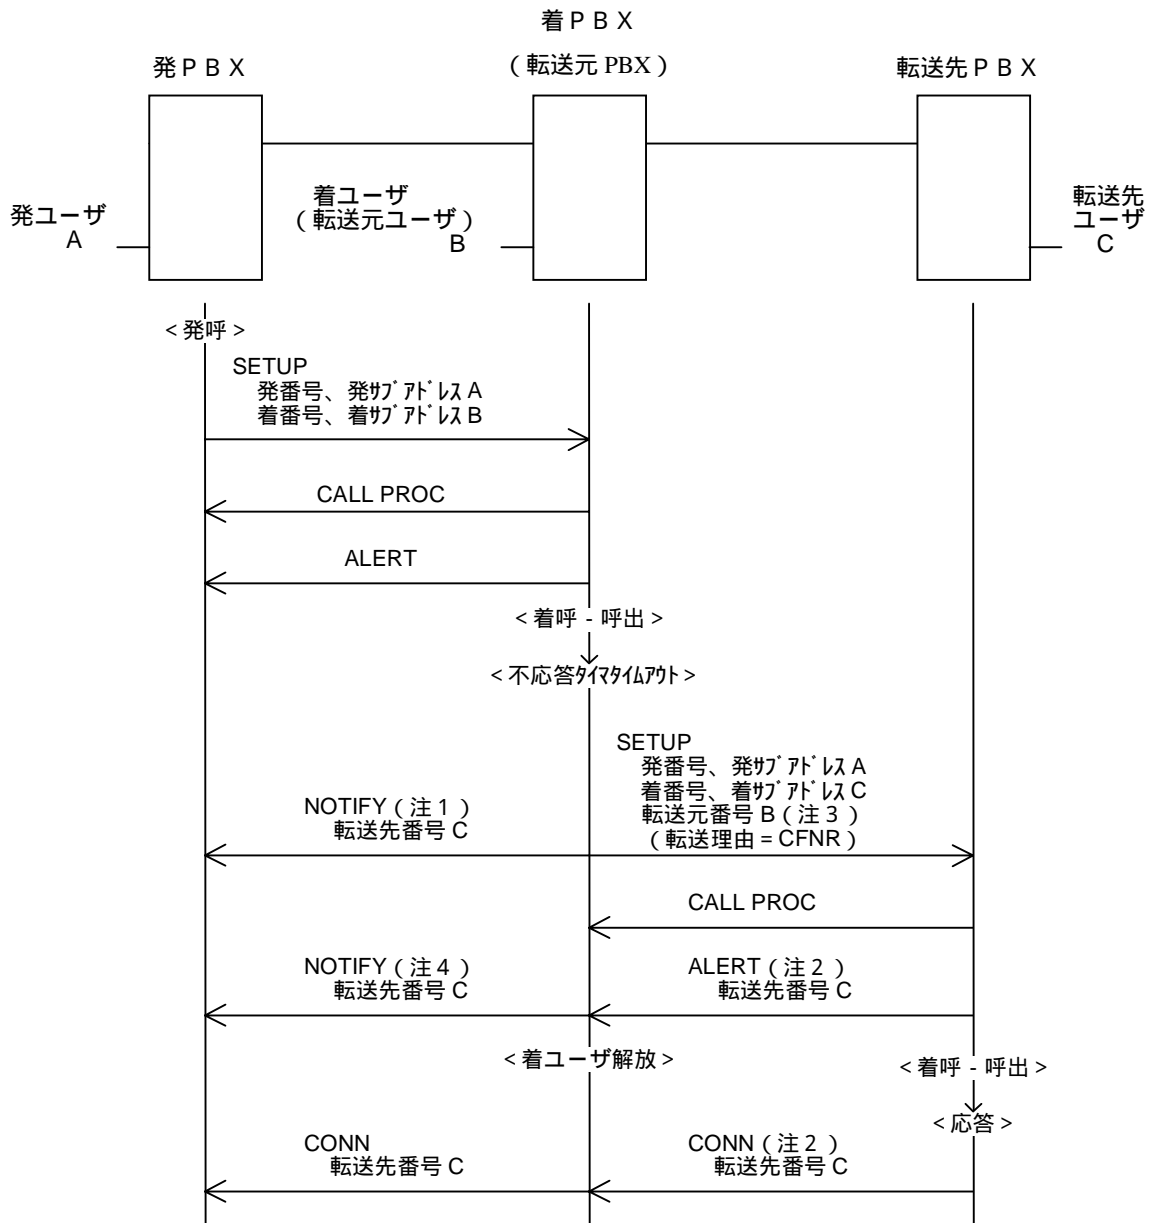 着ＰＢＸ
（転送元 PBX）
発ＰＢＸ
転送先ＰＢＸ
発ユーザ
A
着ユーザ
（転送元ユーザ）
B
転送先
ユーザ
C
＜発呼＞
SETUP
発番号、発ｻﾌﾞｱﾄﾞﾚｽ A
着番号、着ｻﾌﾞｱﾄﾞﾚｽ B
CALL PROC
ALERT
＜着呼 - 呼出＞
＜不応答ﾀｲﾏﾀｲﾑｱｳﾄ＞
SETUP
発番号、発ｻﾌﾞｱﾄﾞﾚｽ A
着番号、着ｻﾌﾞｱﾄﾞﾚｽ C
転送元番号 B（注３）
（転送理由 = CFNR）
NOTIFY（注１）
転送先番号 C
CALL PROC
NOTIFY（注４）
転送先番号 C
ALERT（注２）
転送先番号 C
＜着ユーザ解放＞
＜着呼 - 呼出＞
＜応答＞
CONN
転送先番号 C
CONN（注２）
転送先番号 C